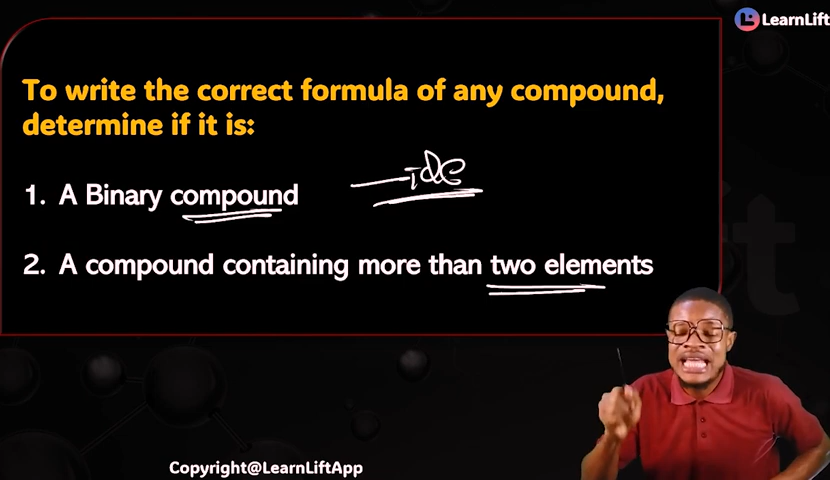 LearnLift
To write the correct formula of any compound,
determine if it is:
1. A Binary compound
ide
2. A compound containing more than two elements
Copyright@LearnLiftApp